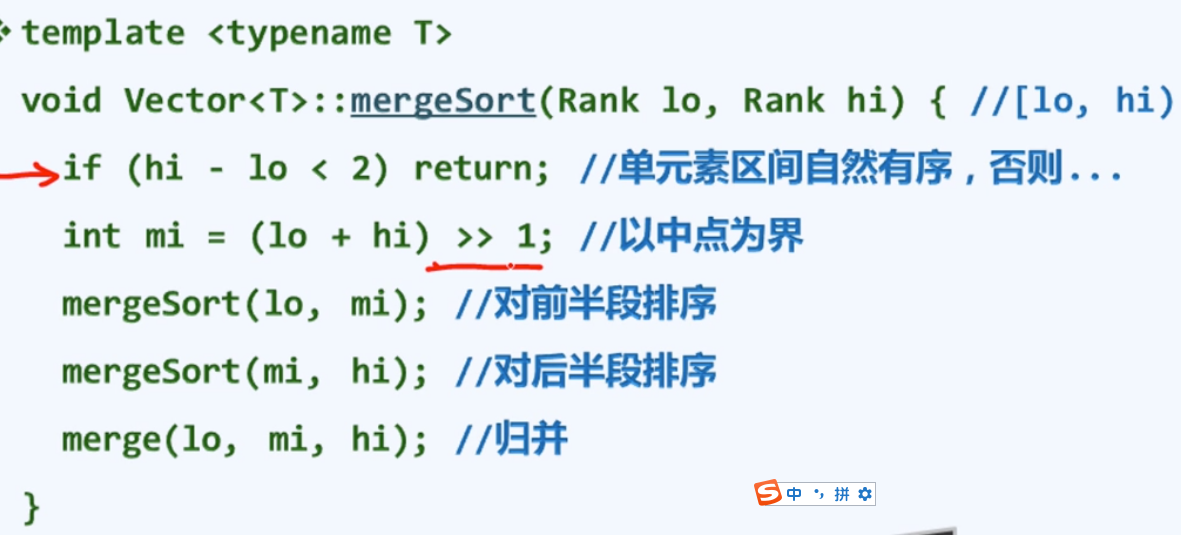 template <typename T>
void Vector<T>::mergeSort(Rank lo, Rank hi) { //[lo, hi)
if (hi - lo < 2) return; //单元素区间自然有序，否则...
int mi = (lo + hi) >> 1; //以中点为界
mergeSort(lo, mi); //对前半段排序
mergeSort(mi, hi); //对后半段排序
merge(lo, mi, hi); //归并
}
S 中 拼